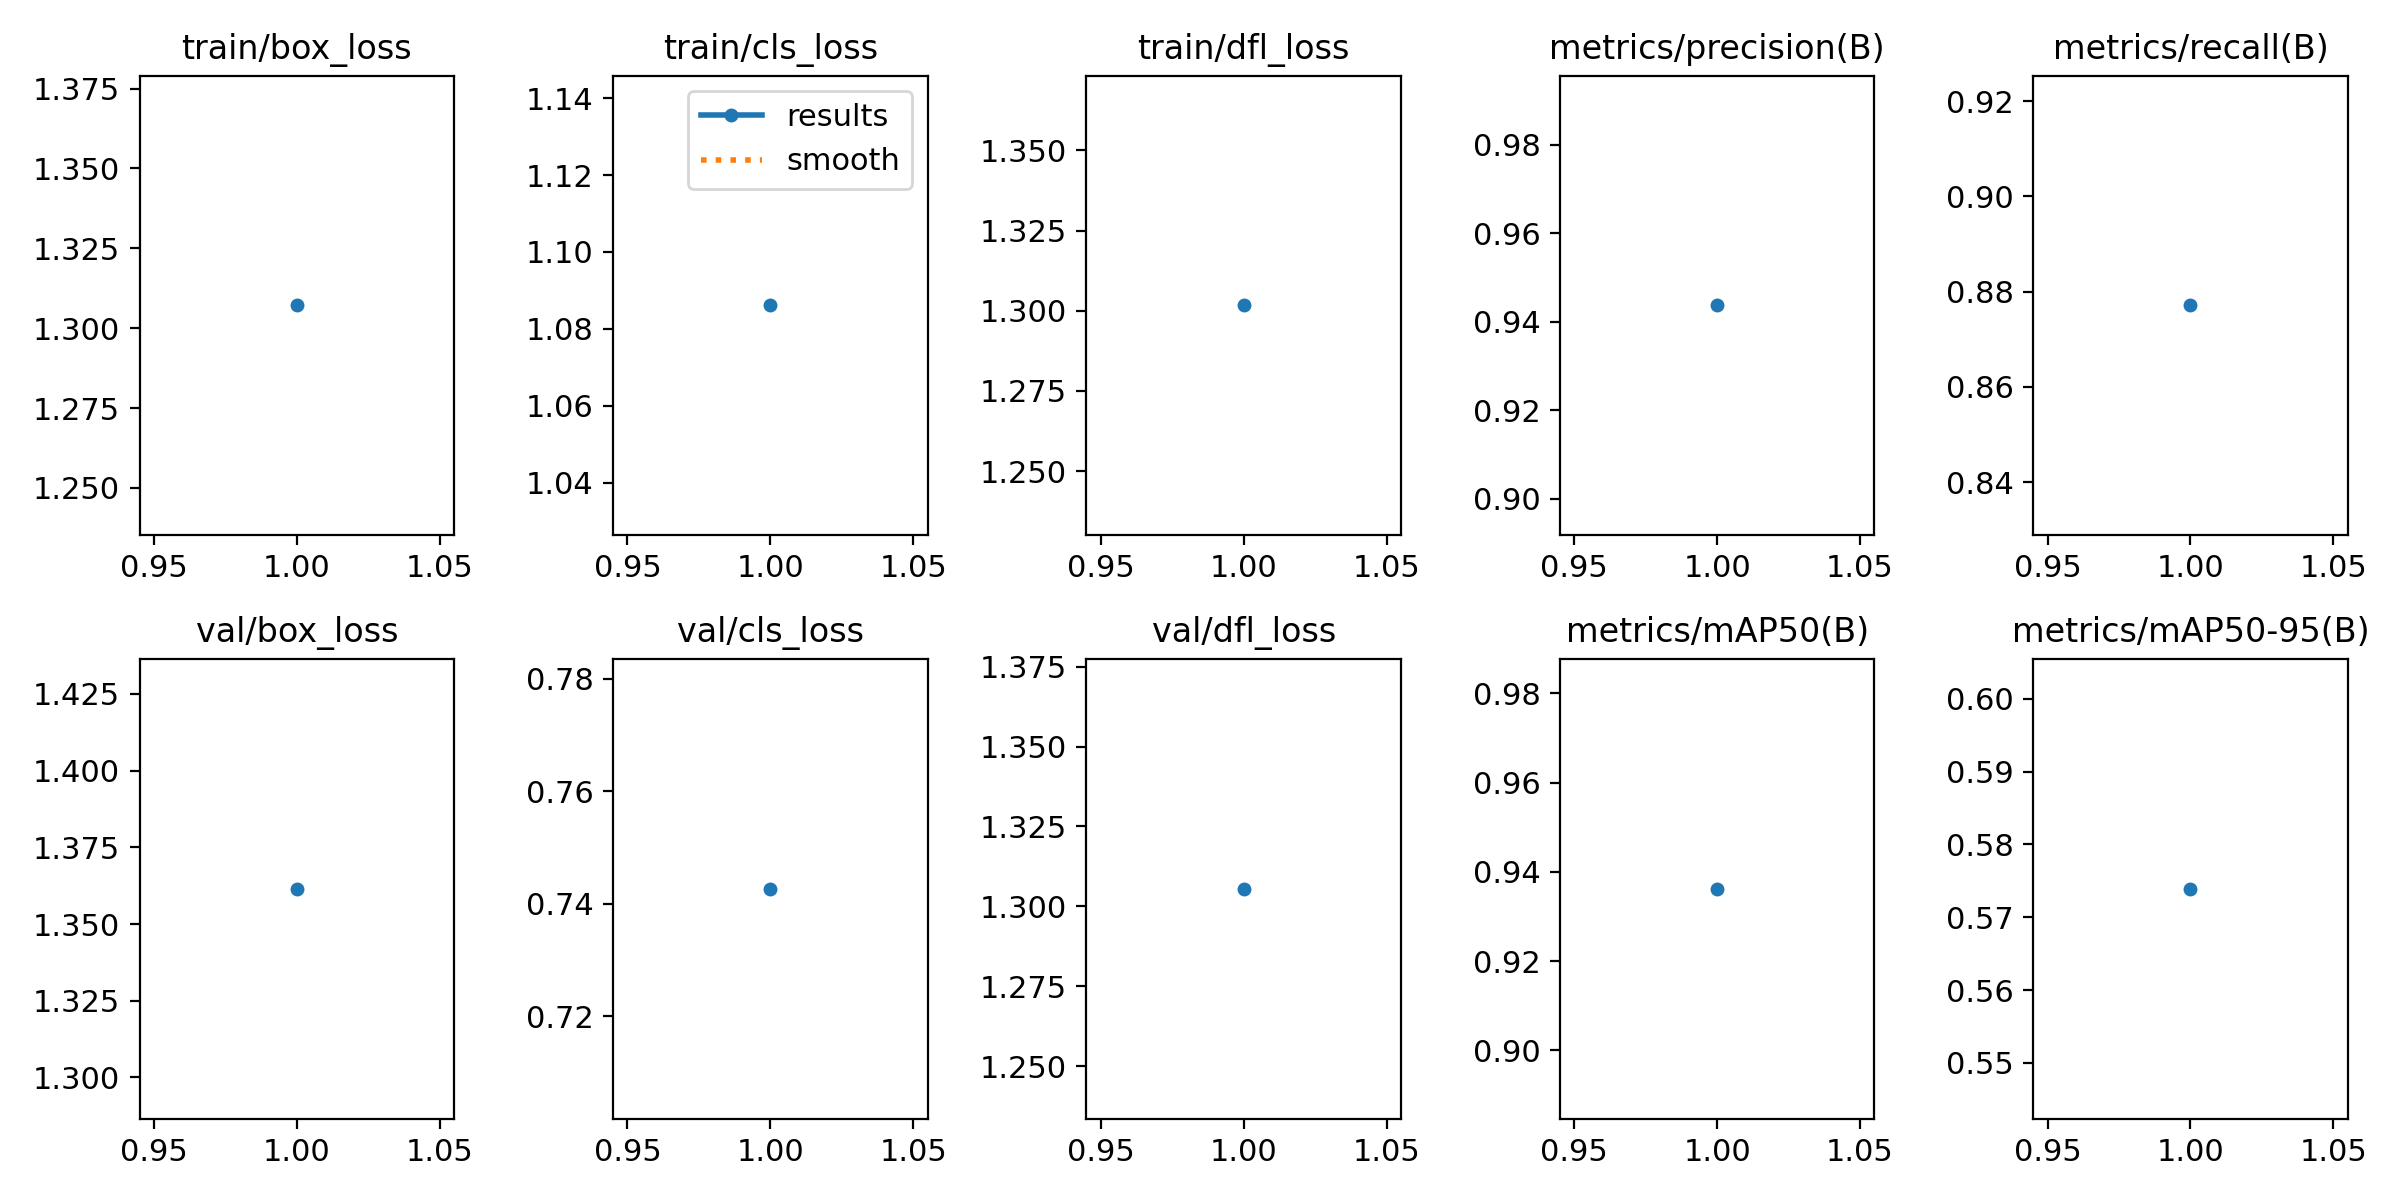 train/box_loss
1.375
1.350
1.325
1.300
1.275
1.250
0.95 1.00 1.05
train/cls_loss
results
smooth
1.14
1.12
1.10
1.08
1.06
1.04
0.95 1.00 1.05
train/dfl_loss
1.350
1.325
1.300
1.275
1.250
0.95 1.00 1.05
metrics/precision(B)
0.98
0.96
0.94
0.92
0.90
0.95 1.00 1.05
metrics/recall(B)
0.92
0.90
0.88
0.86
0.84
0.95 1.00 1.05
val/box_loss
1.425
1.400
1.375
1.350
1.325
1.300
0.95 1.00 1.05
val/cls_loss
0.78
0.76
0.74
0.72
0.95 1.00 1.05
val/dfl_loss
1.375
1.350
1.325
1.300
1.275
1.250
0.95 1.00 1.05
metrics/mAP50(B)
0.98
0.96
0.94
0.92
0.90
0.95 1.00 1.05
metrics/mAP50-95(B)
0.60
0.59
0.58
0.57
0.56
0.55
0.95 1.00 1.05